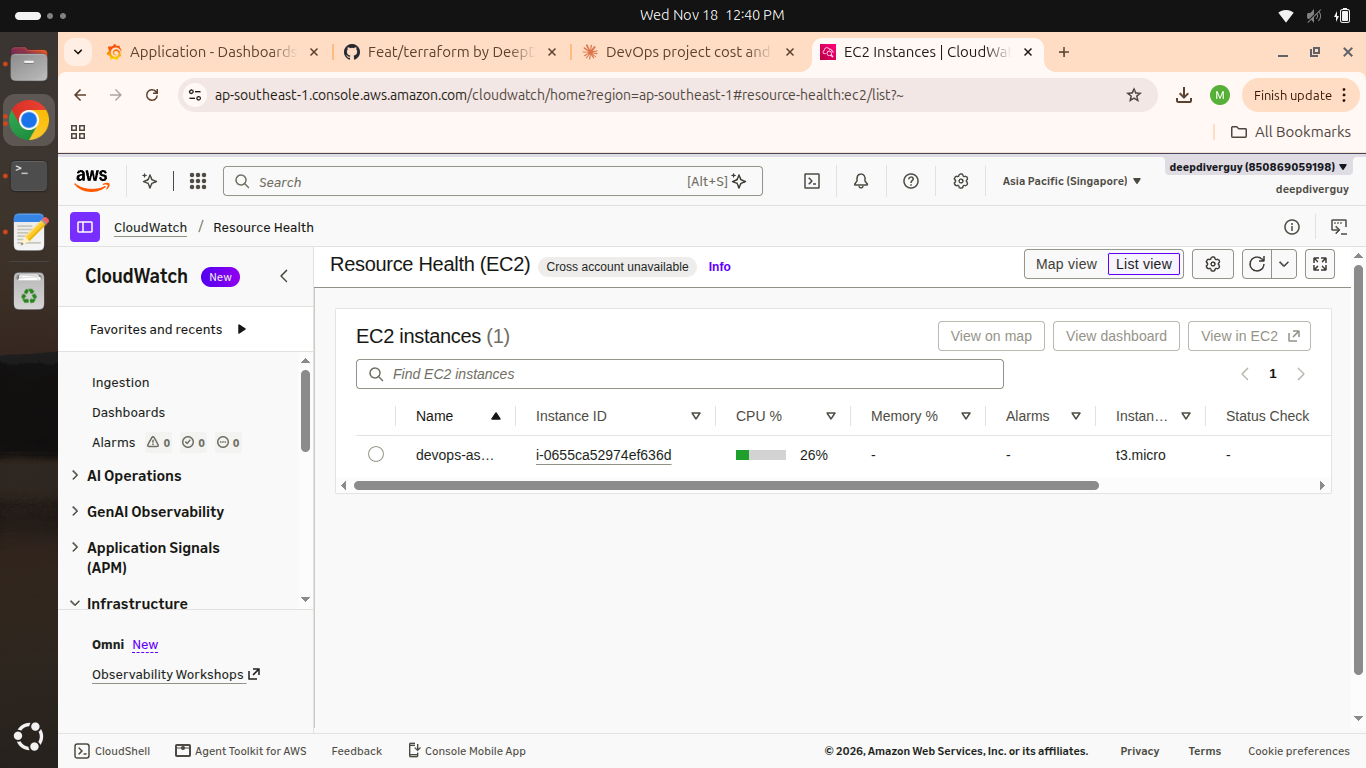 Wed Nov 18 12:40 PM
Application - Dashboards
Feat/terraform by DeepD
DevOps project cost and
EC2 Instances | CloudWa
ap-southeast-1.console.aws.amazon.com/cloudwatch/home?region=ap-southeast-1#resource-health:ec2/list?~
M
Finish update
All Bookmarks
aws
Search
[Alt+S]
Asia Pacific (Singapore)
deepdiverguy (850869059198)
deepdiverguy
CloudWatch / Resource Health
CloudWatch New
Favorites and recents
Ingestion
Dashboards
Alarms 0 0 0
AI Operations
GenAI Observability
Application Signals
(APM)
Infrastructure
Omni New
Observability Workshops
Resource Health (EC2) Cross account unavailable Info
Map view List view
EC2 instances (1)
View on map View dashboard View in EC2
Find EC2 instances
1
Name Instance ID CPU % Memory % Alarms Instan... Status Check
devops-as... i-0655ca52974ef636d 26% - - t3.micro -
CloudShell Agent Toolkit for AWS Feedback Console Mobile App
© 2026, Amazon Web Services, Inc. or its affiliates. Privacy Terms Cookie preferences